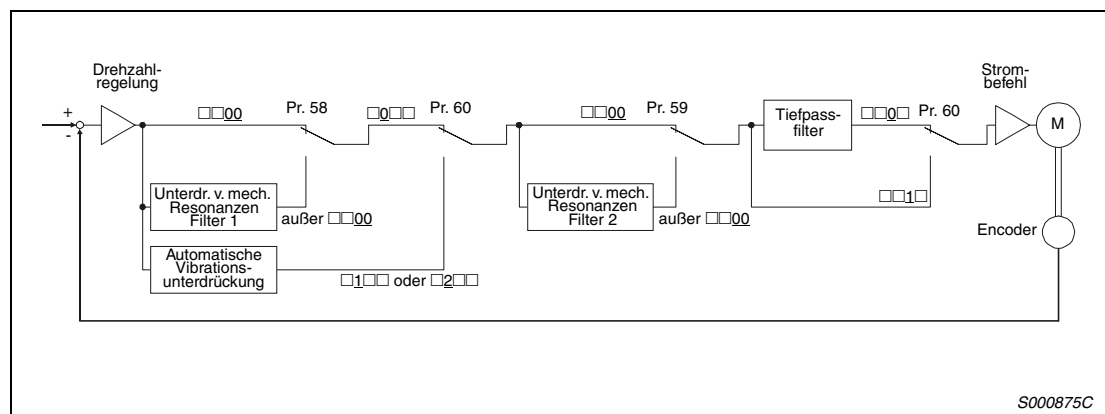 Drehzahl-
regelung
Strom-
befehl
+
-
□□00
Pr. 58
□0□□
Pr. 60
□□00
Pr. 59
Tiefpass-
filter
□□0□
Pr. 60
M
Unterdr. v. mech.
Resonanzen
Filter 1
außer □□00
Unterdr. v. mech.
Resonanzen
Filter 2
außer □□00
□□1□
Encoder
Automatische
Vibrations-
unterdrückung
□1□□ oder □2□□
S000875C